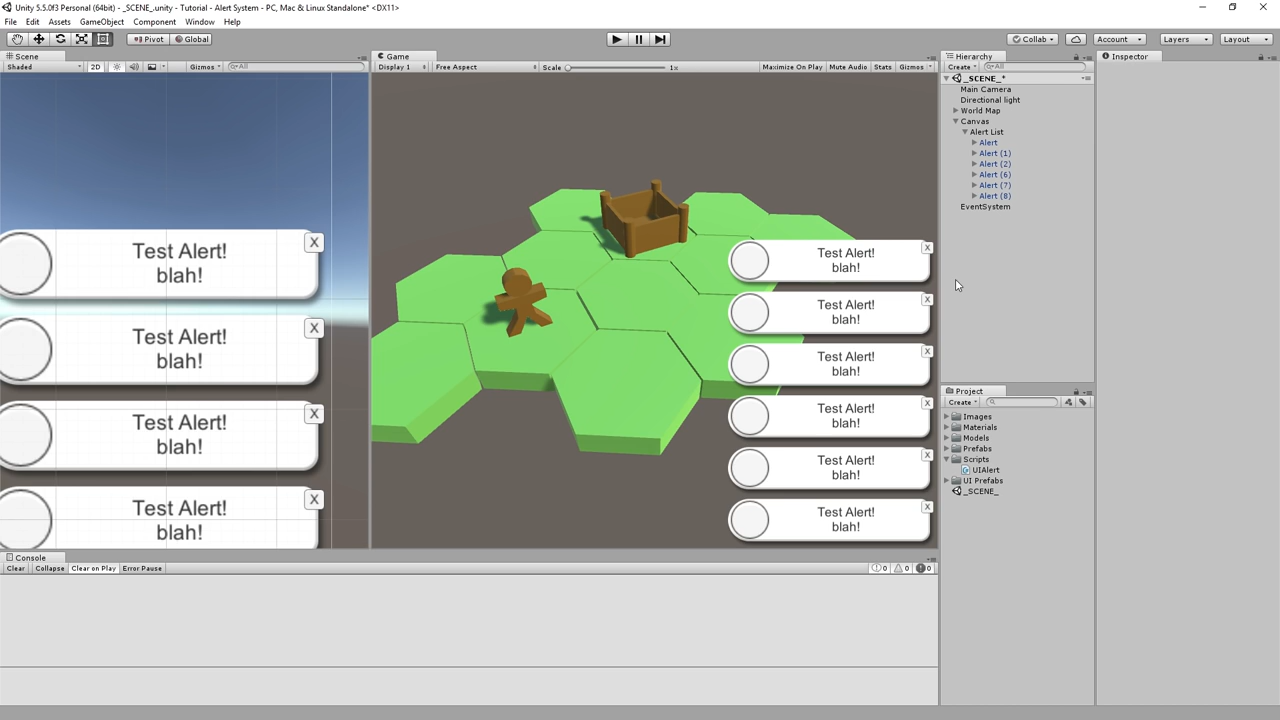 Unity 5.5.0f3 Personal (64bit) - _SCENE_.unity - Tutorial - Alert System - PC, Mac & Linux Standalone* <DX11>
File Edit Assets GameObject Component Window Help
Pivot Global Collab Account Layers Layout
Scene
Shaded 2D Gizmos All
Game
Display 1 Free Aspect Scale 1x Maximize On Play Mute Audio Stats Gizmos
Test Alert!
blah!
X
Test Alert!
blah!
X
Test Alert!
blah!
X
Test Alert!
blah!
X
Test Alert!
blah!
X
Test Alert!
blah!
X
Test Alert!
blah!
X
Test Alert!
blah!
X
Test Alert!
blah!
X
Test Alert!
blah!
X
Hierarchy
Create All
_SCENE_*
Main Camera
Directional light
World Map
Canvas
Alert List
Alert
Alert (1)
Alert (2)
Alert (6)
Alert (7)
Alert (8)
EventSystem
Project
Create
Images
Materials
Models
Prefabs
Scripts
UIAlert
UI Prefabs
_SCENE_
Inspector
Console
Clear Collapse Clear on Play Error Pause 0 0 0